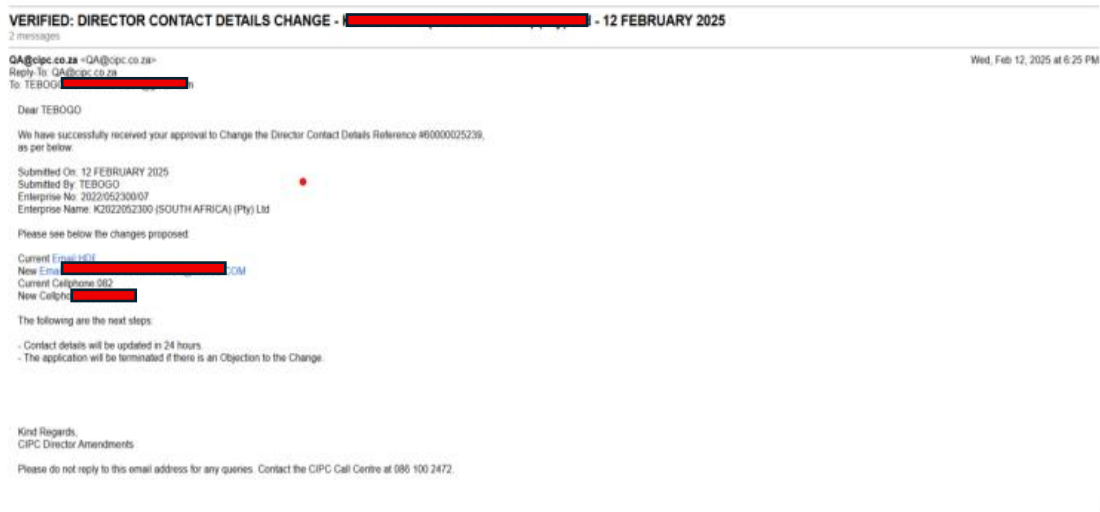 VERIFIED: DIRECTOR CONTACT DETAILS CHANGE - - 12 FEBRUARY 2025
2 messages
QA@cipc.co.za <QA@cipc.co.za> Wed, Feb 12, 2025 at 6:25 PM
Reply-To: QA@cipc.co.za
To: TEBOGO
Dear TEBOGO
We have successfully received your approval to Change the Director Contact Details Reference #60000025239,
as per below:
Submitted On: 12 FEBRUARY 2025
Submitted By: TEBOGO
Enterprise No: 2022/052300/07
Enterprise Name: K2022052300 (SOUTH AFRICA) (Pty) Ltd
Please see below the changes proposed:
Current Email:
New .COM
Current Cellphone:082
New
The following are the next steps:
- Contact details will be updated in 24 hours.
- The application will be terminated if there is an Objection to the Change.
Kind Regards,
CIPC Director Amendments
Please do not reply to this email address for any queries. Contact the CIPC Call Centre at 086 100 2472.